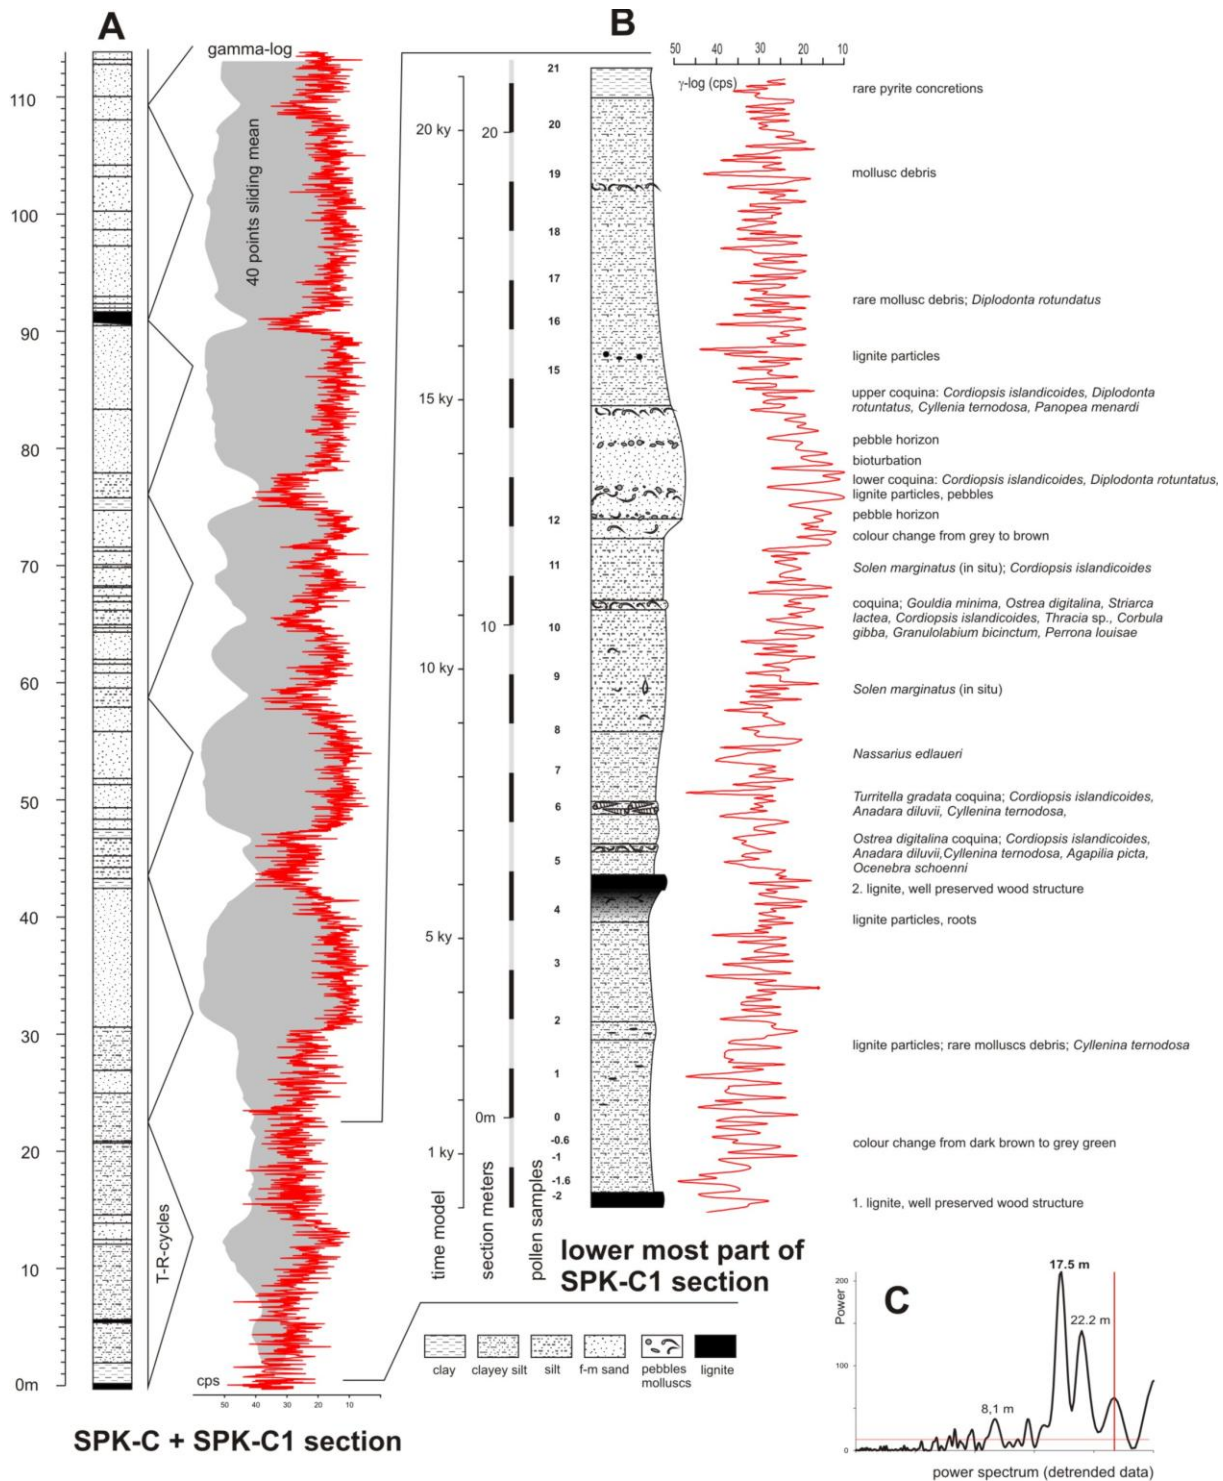 A
gamma-log
40 points sliding mean
T-R-cycles
110
100
90
80
70
60
50
40
30
20
10
0m
cps
50
40
30
20
10
SPK-C + SPK-C1 section
B
50
40
30
20
10
γ-log (cps)
20 ky
15 ky
10 ky
5 ky
1 ky
time model
20
10
0m
section meters
21
20
19
18
17
16
15
12
11
10
9
8
7
6
5
4
3
2
1
0
-0.6
-1
-1.6
-2
pollen samples
rare pyrite concretions
mollusc debris
rare mollusc debris; Diplodonta rotundatus
lignite particles
upper coquina: Cordiopsis islandicoides, Diplodonta
rotuntatus, Cyllenia ternodosa, Panopea menardi
pebble horizon
bioturbation
lower coquina: Cordiopsis islandicoides, Diplodonta rotuntatus,
lignite particles, pebbles
pebble horizon
colour change from grey to brown
Solen marginatus (in situ); Cordiopsis islandicoides
coquina; Gouldia minima, Ostrea digitalina, Striarca
lactea, Cordiopsis islandicoides, Thracia sp., Corbula
gibba, Granulolabium bicinctum, Perrona louisae
Solen marginatus (in situ)
Nassarius edlaueri
Turritella gradata coquina; Cordiopsis islandicoides,
Anadara diluvii, Cyllenina ternodosa,
Ostrea digitalina coquina; Cordiopsis islandicoides,
Anadara diluvii,Cyllenina ternodosa, Agapilia picta,
Ocenebra schoenni
2. lignite, well preserved wood structure
lignite particles, roots
lignite particles; rare molluscs debris; Cyllenina ternodosa
colour change from dark brown to grey green
1. lignite, well preserved wood structure
lower most part of
SPK-C1 section
clay
clayey silt
silt
f-m sand
pebbles
molluscs
lignite
C
17.5 m
22.2 m
8,1 m
200
100
0
Power
power spectrum (detrended data)